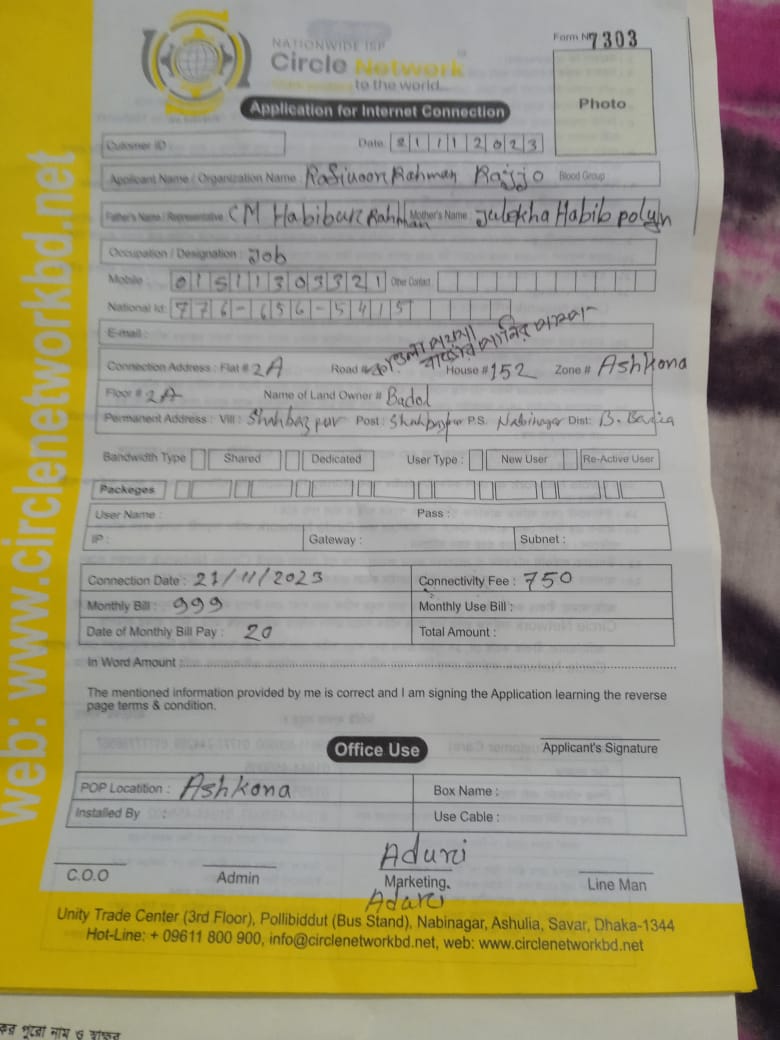 NATIONWIDE ISP
Form Nº 7303
Circle Network
to the world...
Application for Internet Connection
Photo
Cutomer ID :
Date 21112023
Applicant Name / Organization Name : Rahman Rajjo Blood Group
Father's Name / Representative : CM Habibur Rahman Mother's Name : Julekha Habib polyn
Occupation / Designation : Job
Mobile : 01511303321 Other Contact :
National Id: 776-656-5415
E-mail :
Connection Address : Flat # 2A Road # House # 152 Zone # Ashkona
Floor # 2A Name of Land Owner # Badol
Permanent Address : Vill : Shahbazpur Post : Shahbazpur P.S. Nabinagar Dist: B. Baria
Bandwidth Type Shared Dedicated User Type : New User Re-Active User
Packeges
User Name : Pass :
IP : Gateway : Subnet :
Connection Date : 21/11/2023 Connectivity Fee : 750
Monthly Bill : 999 Monthly Use Bill :
Date of Monthly Bill Pay : 20 Total Amount :
In Word Amount
The mentioned information provided by me is correct and I am signing the Application learning the reverse
page terms & condition.
Office Use
Applicant's Signature
POP Locatition : Ashkona Box Name :
Installed By : Use Cable :
Aduri
C.O.O Admin Marketing. Line Man
Aduri
Unity Trade Center (3rd Floor), Pollibiddut (Bus Stand), Nabinagar, Ashulia, Savar, Dhaka-1344
Hot-Line: + 09611 800 900, info@circlenetworkbd.net, web: www.circlenetworkbd.net
web: www.circlenetworkbd.net
পুরো নাম ও স্বাক্ষর